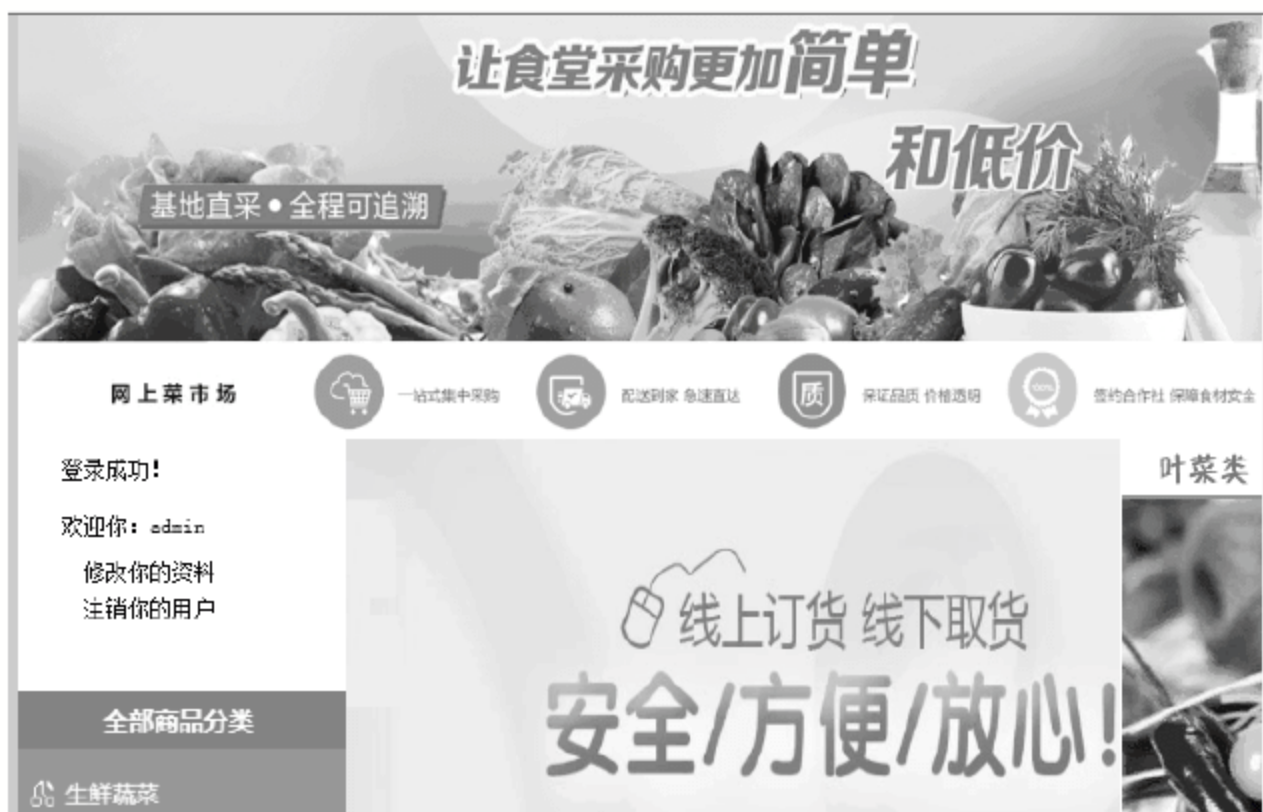 让食堂采购更加简单
和低价
基地直采●全程可追溯
网上菜市场
一站式集中采购
配送到家 急速直达
质
保证品质 价格透明
100%
签约合作社 保障食材安全
登录成功!
叶菜类
欢迎你：admin
修改你的资料
注销你的用户
线上订货 线下取货
安全/方便/放心!
全部商品分类
生鲜蔬菜